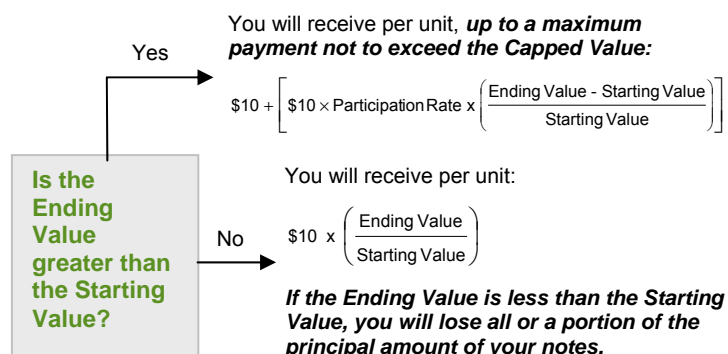 You will receive per unit, up to a maximum
payment not to exceed the Capped Value:
Yes
$10 + [ $10 × Participation Rate x ( Ending Value - Starting Value / Starting Value ) ]
Is the
Ending
Value
greater than
the Starting
Value?
You will receive per unit:
No
$10 x ( Ending Value / Starting Value )
If the Ending Value is less than the Starting
Value, you will lose all or a portion of the
principal amount of your notes.